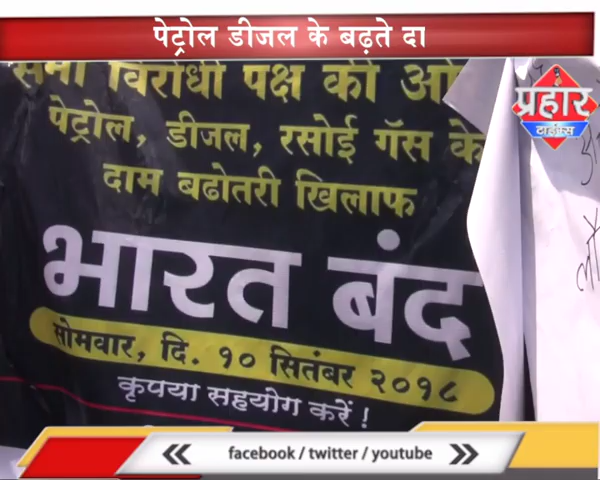 पेट्रोल डीजल के बढ़ते दा
प्रहार
टाईम्स
सभी विरोधी पक्ष की ओ
पेट्रोल, डीजल, रसोई गॅस के
दाम बढोतरी खिलाफ
भारत बंद
सोमवार, दि. १० सितंबर २०१८
कृपया सहयोग करें !
facebook / twitter / youtube